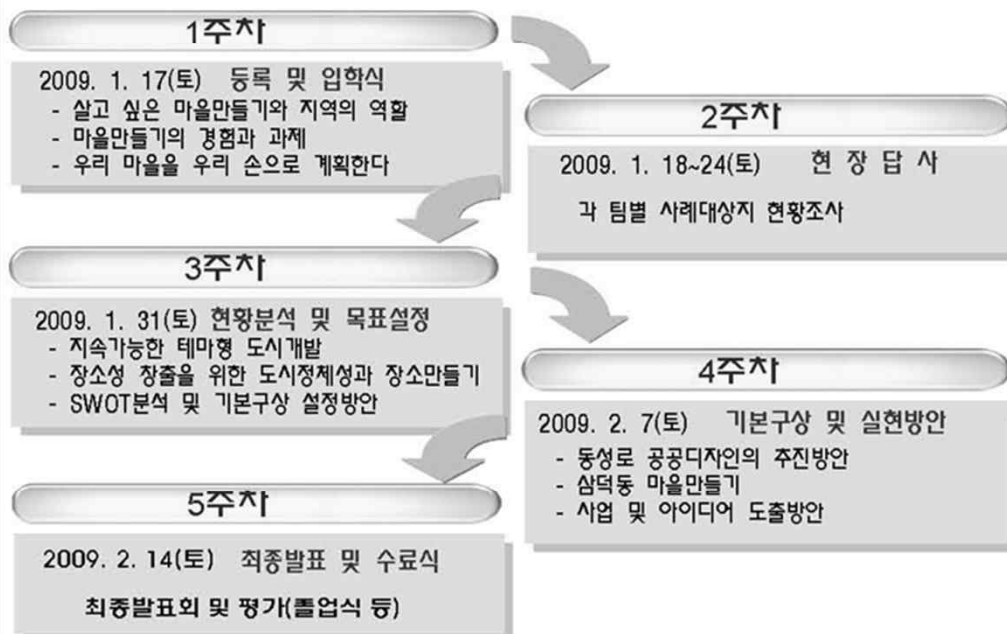 1주차
2009. 1. 17(토) 등록 및 입학식
- 살고 싶은 마을만들기와 지역의 역할
- 마을만들기의 경험과 과제
- 우리 마을을 우리 손으로 계획한다
2주차
2009. 1. 18~24(토) 현 장 답 사
각 팀별 사례대상지 현황조사
3주차
2009. 1. 31(토) 현황분석 및 목표설정
- 지속가능한 테마형 도시개발
- 장소성 창출을 위한 도시정체성과 장소만들기
- SWOT분석 및 기본구상 설정방안
4주차
2009. 2. 7(토) 기본구상 및 실현방안
- 동성로 공공디자인의 추진방안
- 삼덕동 마을만들기
- 사업 및 아이디어 도출방안
5주차
2009. 2. 14(토) 최종발표 및 수료식
최종발표회 및 평가(졸업식 등)